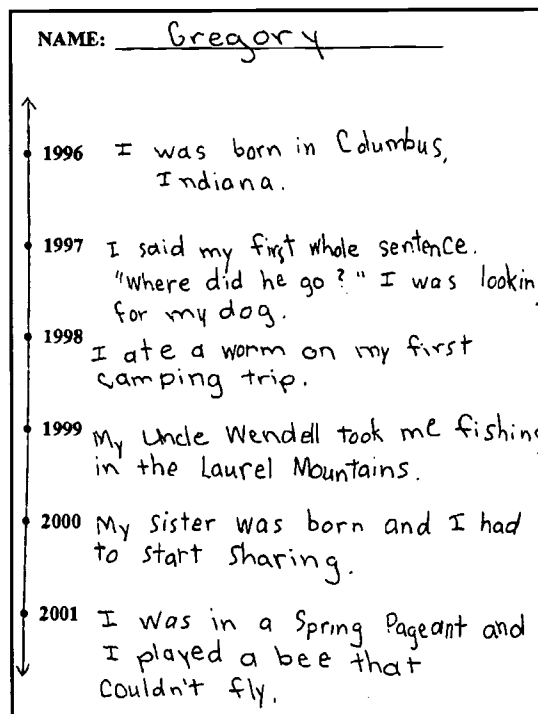 NAME: Gregory
1996 I was born in Columbus,
Indiana.
1997 I said my first whole sentence.
"Where did he go?" I was lookin
for my dog.
1998
I ate a worm on my first
camping trip.
1999 My Uncle Wendell took me fishing
in the Laurel Mountains.
2000 My sister was born and I had
to start sharing.
2001 I was in a Spring Pageant and
I played a bee that
couldn't fly.